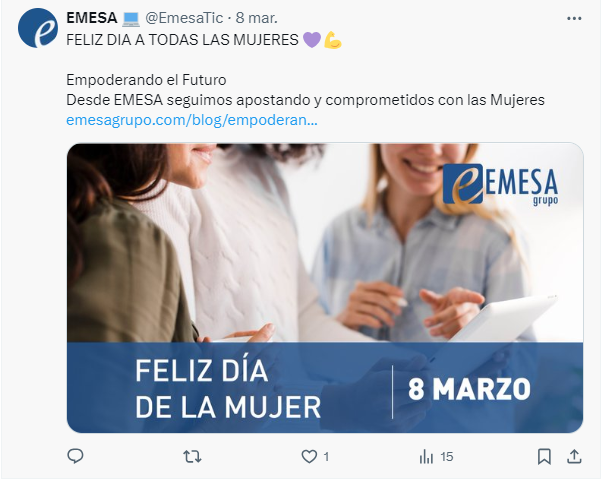 EMESA 💻 @EmesaTic · 8 mar.
FELIZ DIA A TODAS LAS MUJERES 💜💪
Empoderando el Futuro
Desde EMESA seguimos apostando y comprometidos con las Mujeres
emesagrupo.com/blog/empoderan...
e EMESA
grupo
FELIZ DÍA
DE LA MUJER
8 MARZO
1
15